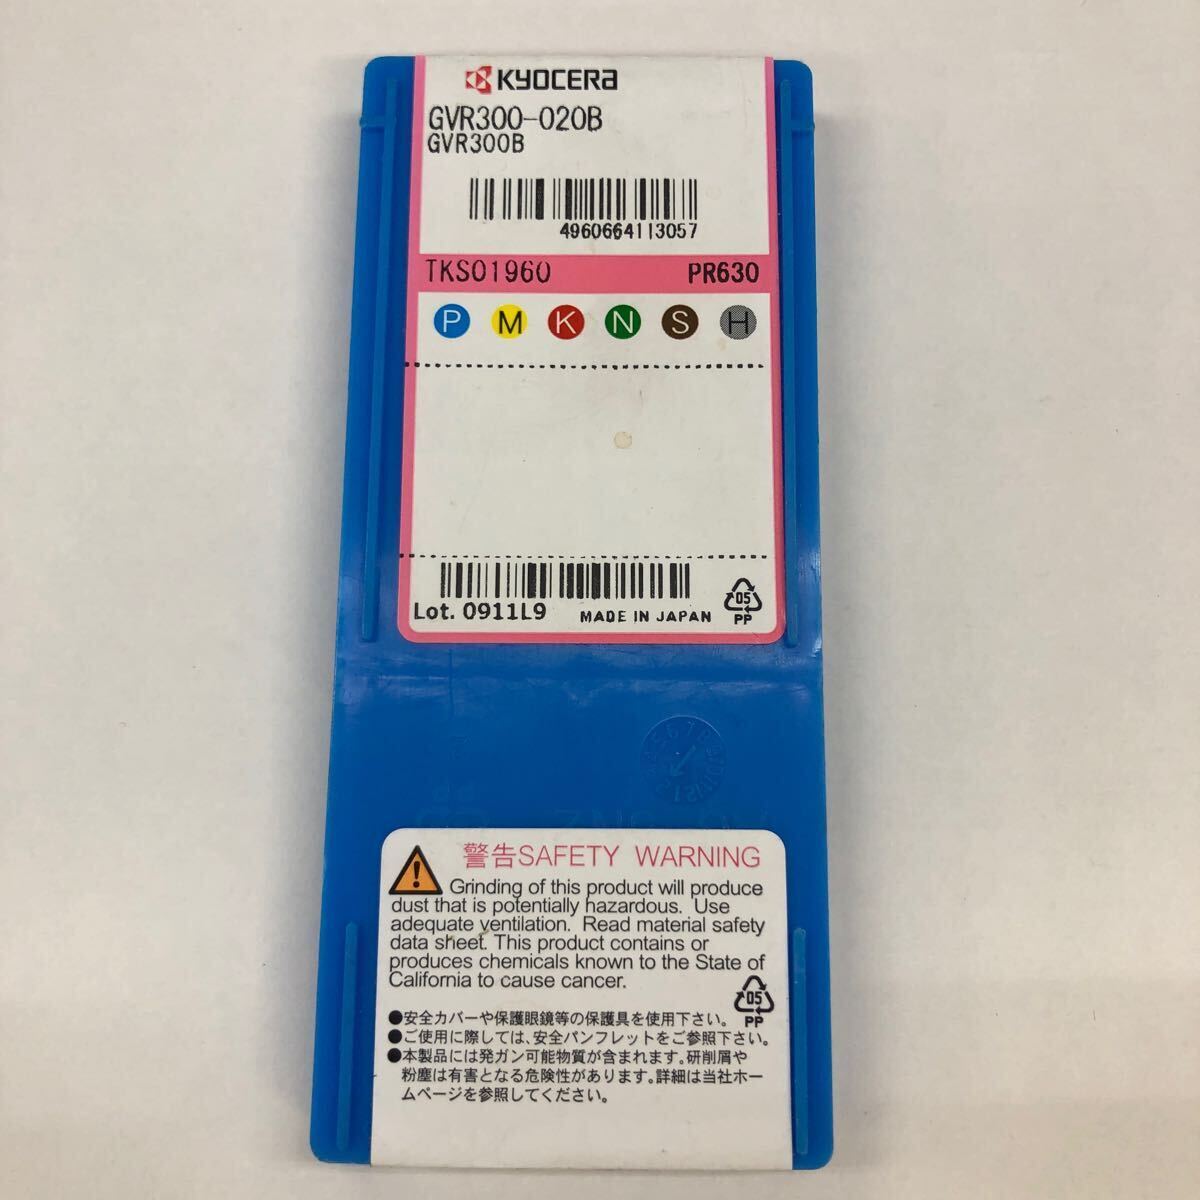 KYOCERA
GVR300-020B
GVR300B
4960664113057
TKS01960 PR630
P M K N S H
Lot. 0911L9 MADE IN JAPAN
05
PP
警告SAFETY WARNING
Grinding of this product will produce
dust that is potentially hazardous. Use
adequate ventilation. Read material safety
data sheet. This product contains or
produces chemicals known to the State of
California to cause cancer.
05
PP
●安全カバーや保護眼鏡等の保護具を使用下さい。
●ご使用に際しては、安全パンフレットをご参照下さい。
●本製品には発ガン可能物質が含まれます。研削屑や
粉塵は有害となる危険性があります。詳細は当社ホー
ムページを参照してください。